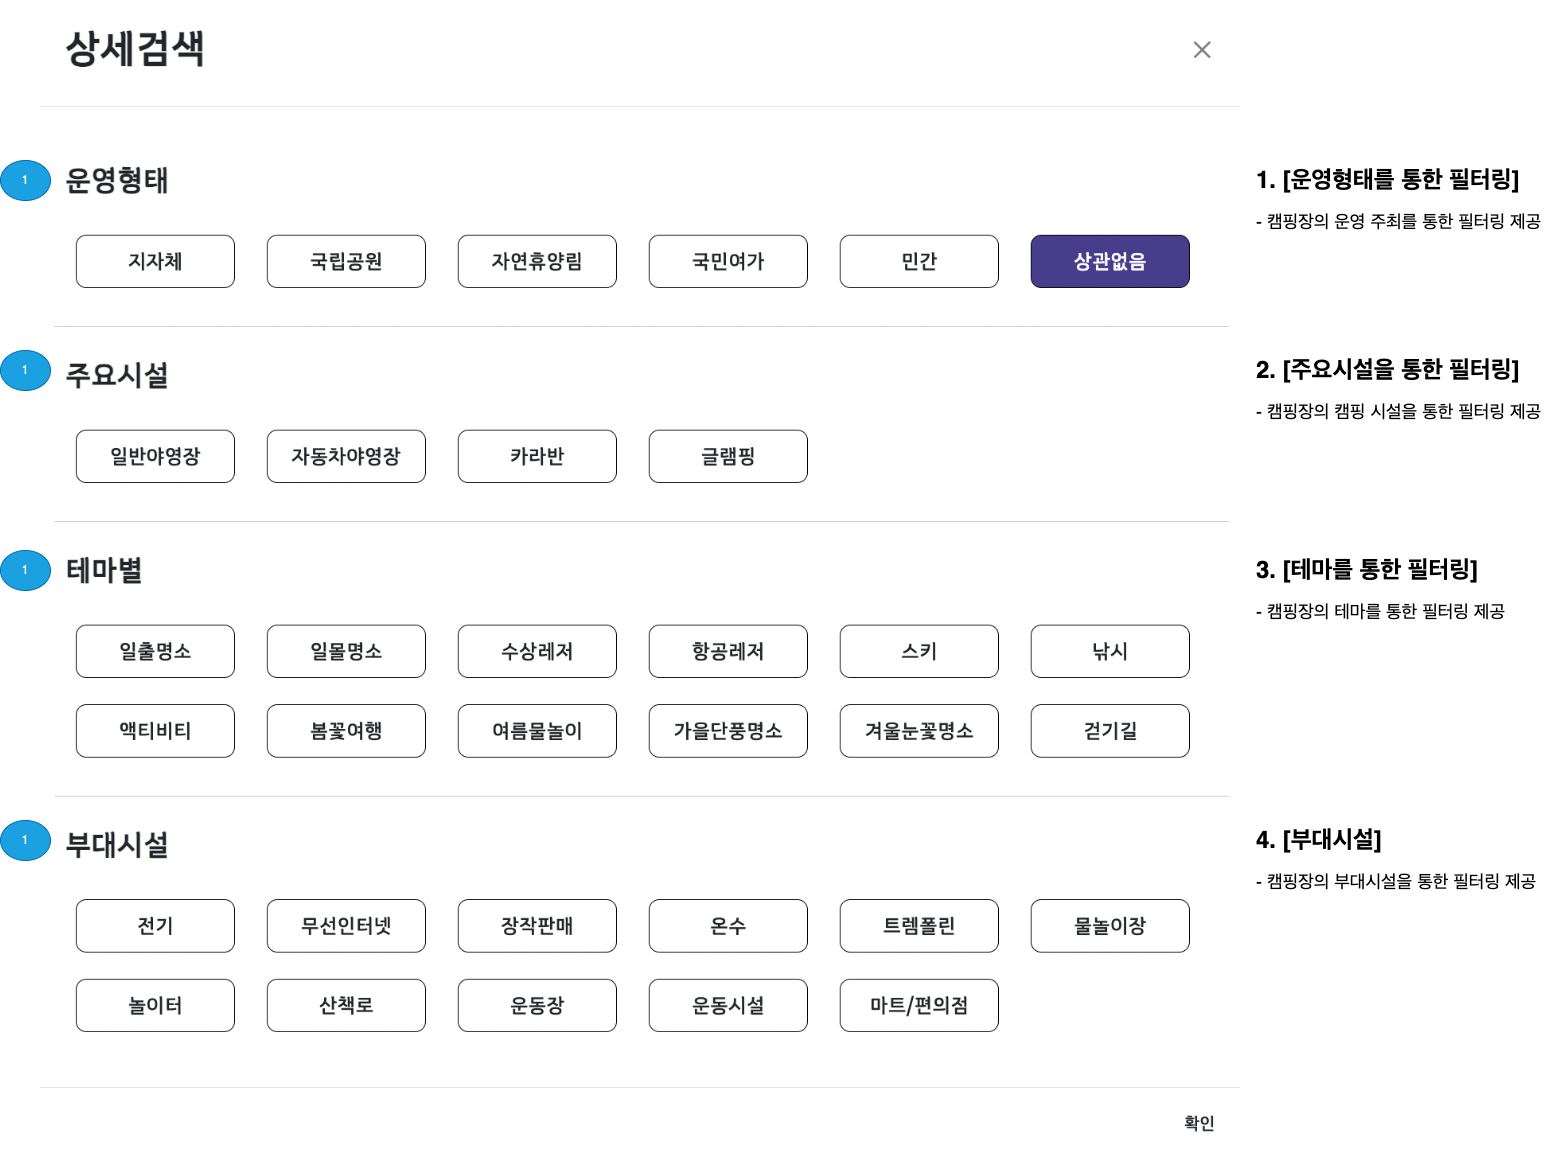 상세검색
1
운영형태
1. [운영형태를 통한 필터링]
- 캠핑장의 운영 주최를 통한 필터링 제공
지자체 국립공원 자연휴양림 국민여가 민간 상관없음
1
주요시설
2. [주요시설을 통한 필터링]
- 캠핑장의 캠핑 시설을 통한 필터링 제공
일반야영장 자동차야영장 카라반 글램핑
1
테마별
3. [테마를 통한 필터링]
- 캠핑장의 테마를 통한 필터링 제공
일출명소 일몰명소 수상레저 항공레저 스키 낚시
액티비티 봄꽃여행 여름물놀이 가을단풍명소 겨울눈꽃명소 걷기길
1
부대시설
4. [부대시설]
- 캠핑장의 부대시설을 통한 필터링 제공
전기 무선인터넷 장작판매 온수 트렘폴린 물놀이장
놀이터 산책로 운동장 운동시설 마트/편의점
확인